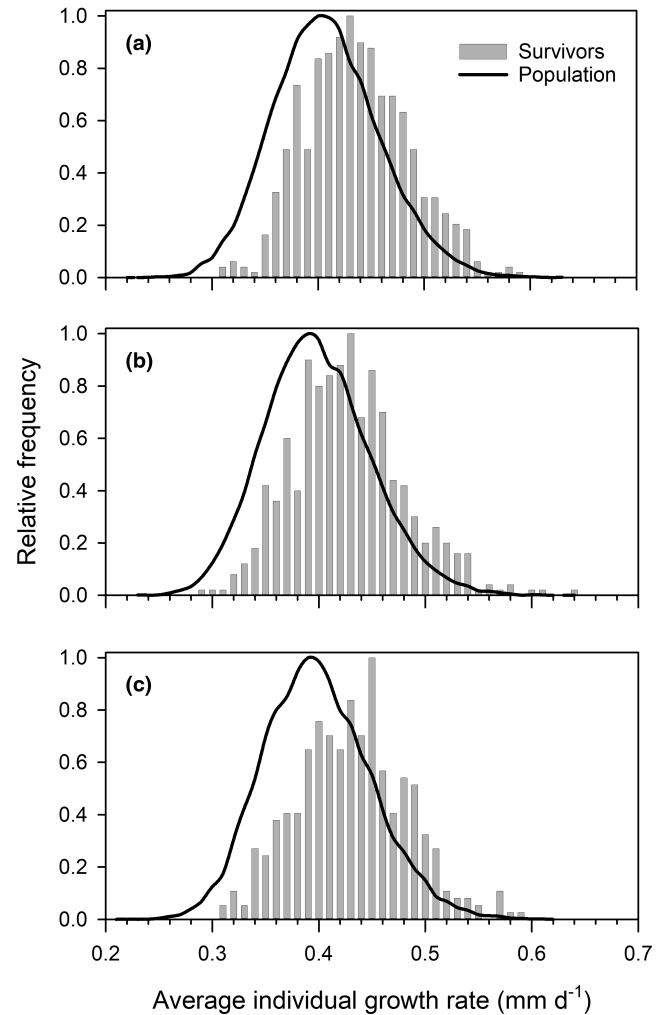 Relative frequency
1.0
0.8
0.6
0.4
0.2
0.0
(a)
Survivors
Population
1.0
0.8
0.6
0.4
0.2
0.0
(b)
1.0
0.8
0.6
0.4
0.2
0.0
(c)
0.2 0.3 0.4 0.5 0.6 0.7
Average individual growth rate (mm d⁻¹)